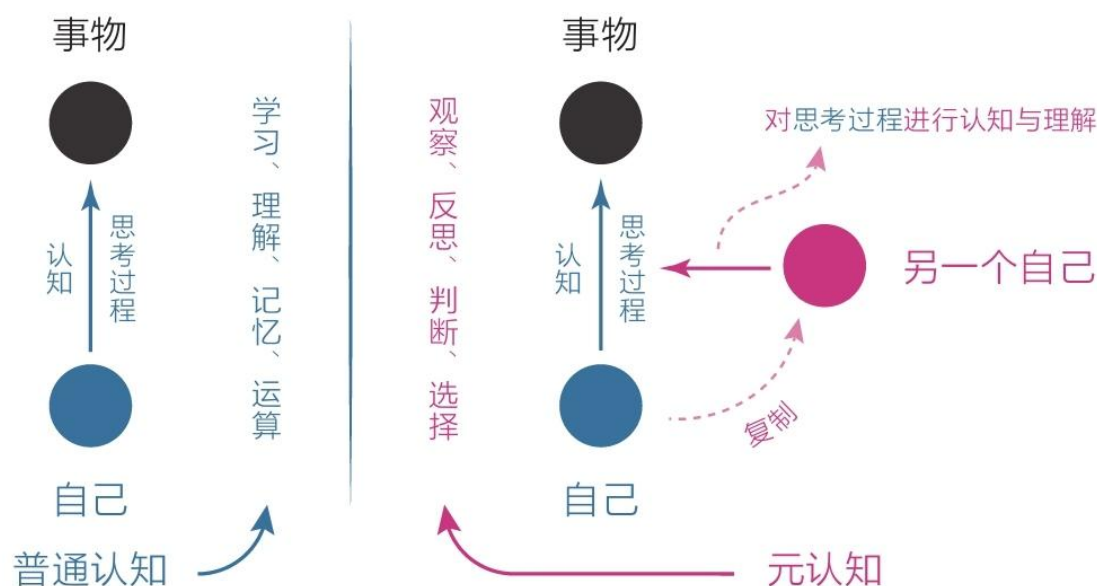 事物
认知
思考过程
自己
学习、理解、记忆、运算
普通认知
观察、反思、判断、选择
事物
认知
思考过程
自己
对思考过程进行认知与理解
另一个自己
复制
元认知